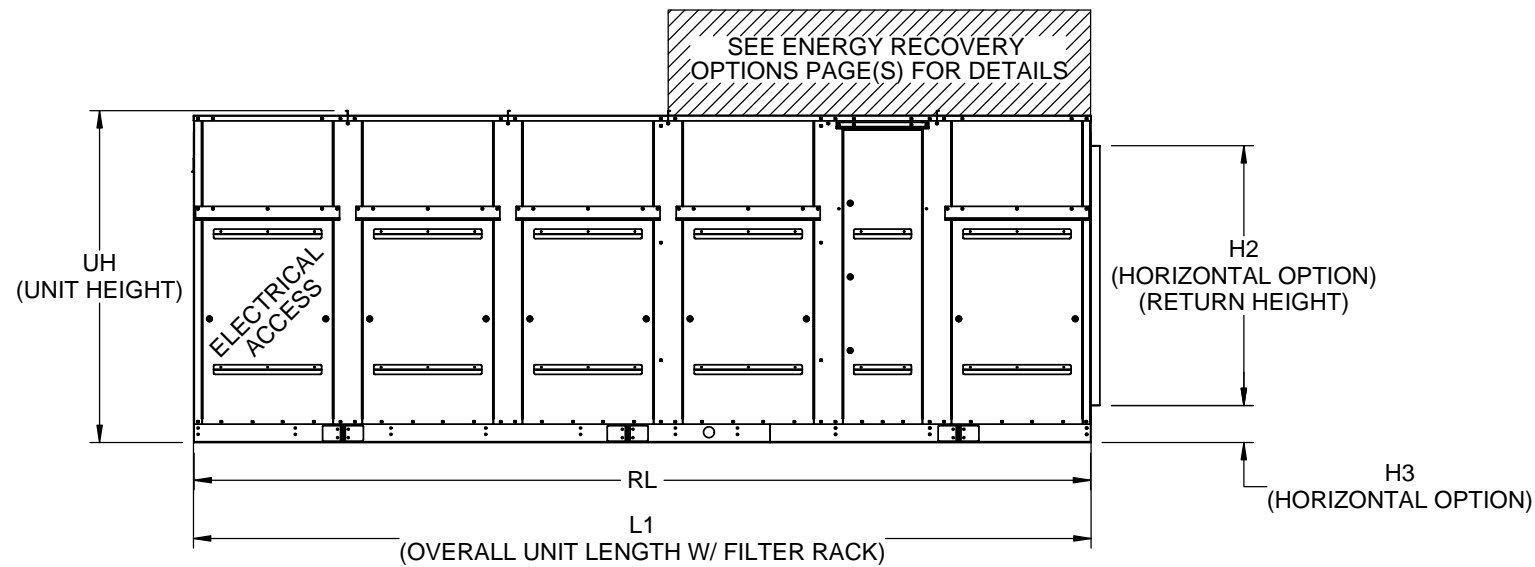 SEE ENERGY RECOVERY
OPTIONS PAGE(S) FOR DETAILS
UH
(UNIT HEIGHT)
ELECTRICAL
ACCESS
H2
(HORIZONTAL OPTION)
(RETURN HEIGHT)
RL
H3
(HORIZONTAL OPTION)
L1
(OVERALL UNIT LENGTH W/ FILTER RACK)